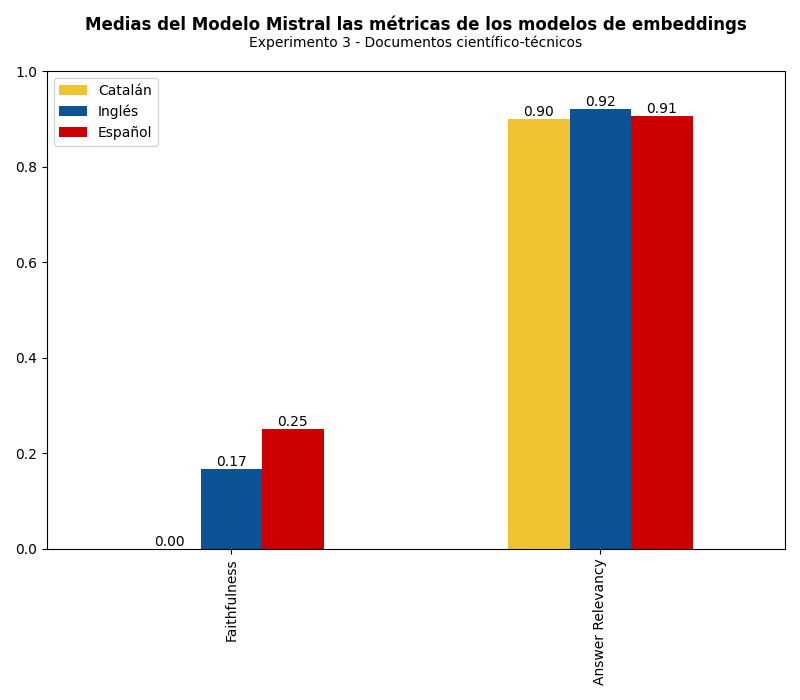 Medias del Modelo Mistral las métricas de los modelos de embeddings
Experimento 3 - Documentos científico-técnicos
1.0
0.8
0.6
0.4
0.2
0.0
Catalán
Inglés
Español
0.00
0.17
0.25
0.90
0.92
0.91
Faithfulness
Answer Relevancy